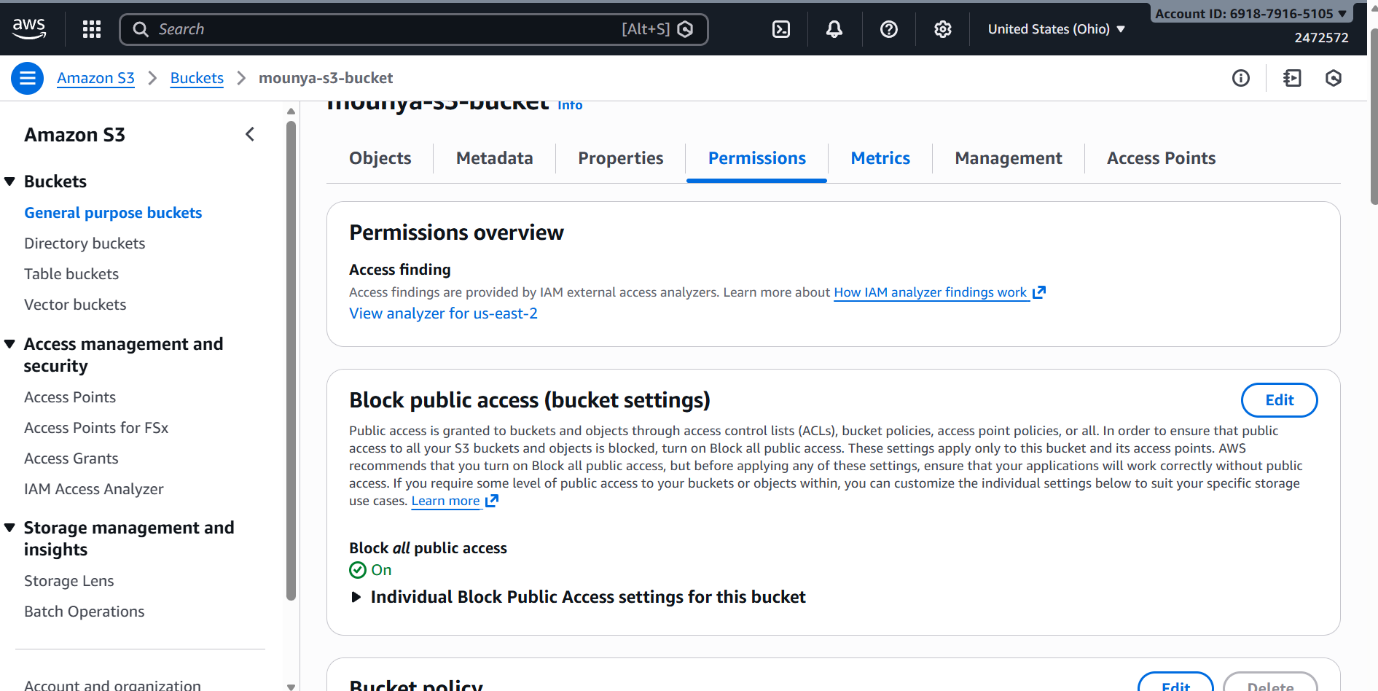 aws
Search
[Alt+S]
United States (Ohio)
Account ID: 6918-7916-5105
2472572
Amazon S3
Buckets
mounya-s3-bucket
Amazon S3
Buckets
General purpose buckets
Directory buckets
Table buckets
Vector buckets
Access management and
security
Access Points
Access Points for FSx
Access Grants
IAM Access Analyzer
Storage management and
insights
Storage Lens
Batch Operations
Account and organization
mounya-s3-bucket Info
Objects
Metadata
Properties
Permissions
Metrics
Management
Access Points
Permissions overview
Access finding
Access findings are provided by IAM external access analyzers. Learn more about How IAM analyzer findings work
View analyzer for us-east-2
Block public access (bucket settings)
Edit
Public access is granted to buckets and objects through access control lists (ACLs), bucket policies, access point policies, or all. In order to ensure that public
access to all your S3 buckets and objects is blocked, turn on Block all public access. These settings apply only to this bucket and its access points. AWS
recommends that you turn on Block all public access, but before applying any of these settings, ensure that your applications will work correctly without public
access. If you require some level of public access to your buckets or objects within, you can customize the individual settings below to suit your specific storage
use cases. Learn more
Block all public access
On
Individual Block Public Access settings for this bucket
Bucket policy
Edit
Delete